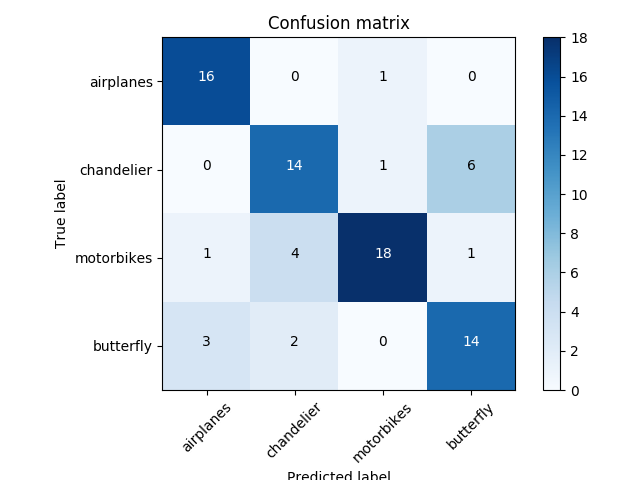 Confusion matrix
True label
airplanes 16 0 1 0
chandelier 0 14 1 6
motorbikes 1 4 18 1
butterfly 3 2 0 14
airplanes chandelier motorbikes butterfly
Predicted label
18
16
14
12
10
8
6
4
2
0